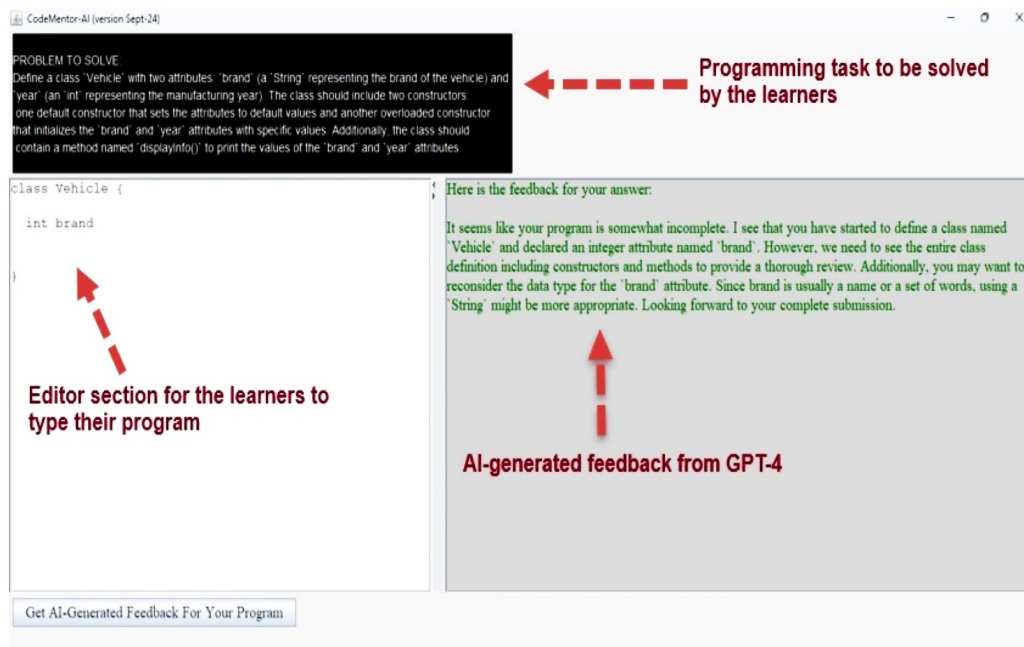 CodeMentor-AI (version Sept-24)
PROBLEM TO SOLVE:
Define a class `Vehicle` with two attributes: `brand` (a `String` representing the brand of the vehicle) and
`year` (an `int` representing the manufacturing year). The class should include two constructors:
one default constructor that sets the attributes to default values and another overloaded constructor
that initializes the `brand` and `year` attributes with specific values. Additionally, the class should
contain a method named `displayInfo()` to print the values of the `brand` and `year` attributes
Programming task to be solved
by the learners
class Vehicle {
int brand
}
Editor section for the learners to
type their program
Here is the feedback for your answer:
It seems like your program is somewhat incomplete. I see that you have started to define a class named
`Vehicle` and declared an integer attribute named `brand`. However, we need to see the entire class
definition including constructors and methods to provide a thorough review. Additionally, you may want to
reconsider the data type for the `brand` attribute. Since brand is usually a name or a set of words, using a
`String` might be more appropriate. Looking forward to your complete submission.
AI-generated feedback from GPT-4
Get AI-Generated Feedback For Your Program